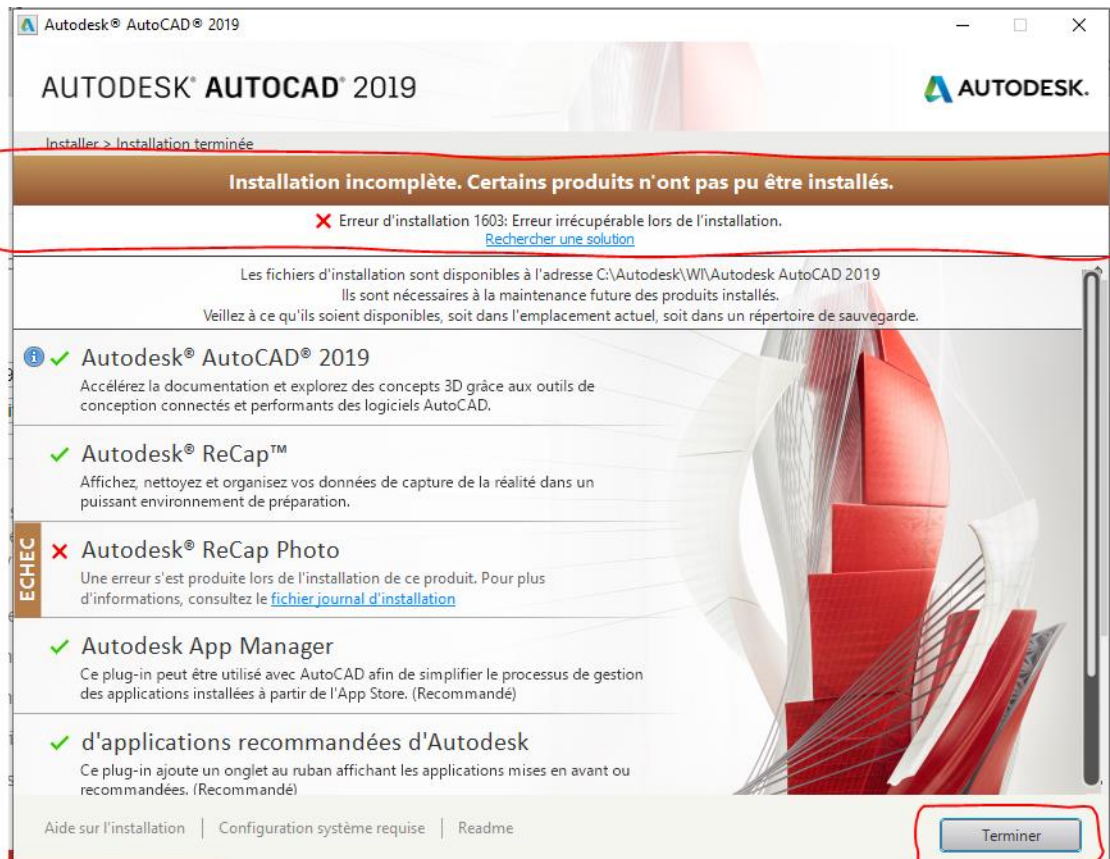 Autodesk® AutoCAD® 2019
AUTODESK® AUTOCAD® 2019
AUTODESK.
Installer > Installation terminée
Installation incomplète. Certains produits n'ont pas pu être installés.
Erreur d'installation 1603: Erreur irrécupérable lors de l'installation.
Rechercher une solution
Les fichiers d'installation sont disponibles à l'adresse C:\Autodesk\WI\Autodesk AutoCAD 2019
Ils sont nécessaires à la maintenance future des produits installés.
Veillez à ce qu'ils soient disponibles, soit dans l'emplacement actuel, soit dans un répertoire de sauvegarde.
Autodesk® AutoCAD® 2019
Accélérez la documentation et explorez des concepts 3D grâce aux outils de
conception connectés et performants des logiciels AutoCAD.
Autodesk® ReCap™
Affichez, nettoyez et organisez vos données de capture de la réalité dans un
puissant environnement de préparation.
ECHEC
Autodesk® ReCap Photo
Une erreur s'est produite lors de l'installation de ce produit. Pour plus
d'informations, consultez le fichier journal d'installation
Autodesk App Manager
Ce plug-in peut être utilisé avec AutoCAD afin de simplifier le processus de gestion
des applications installées à partir de l'App Store. (Recommandé)
d'applications recommandées d'Autodesk
Ce plug-in ajoute un onglet au ruban affichant les applications mises en avant ou
recommandées. (Recommandé)
Aide sur l'installation | Configuration système requise | Readme
Terminer